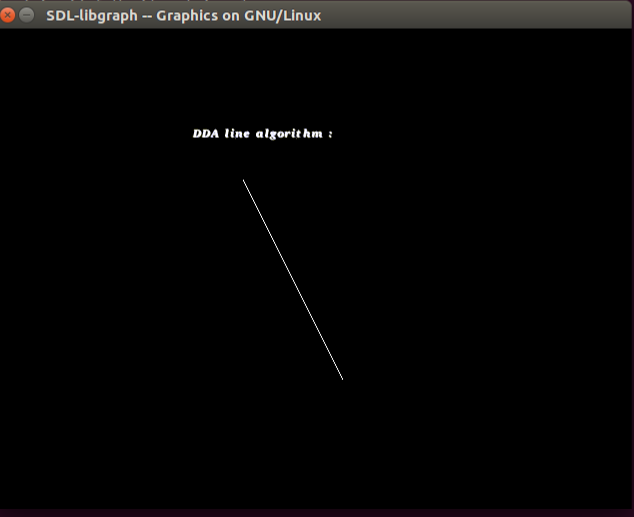 SDL-libgraph -- Graphics on GNU/Linux
DDA line algorithm :